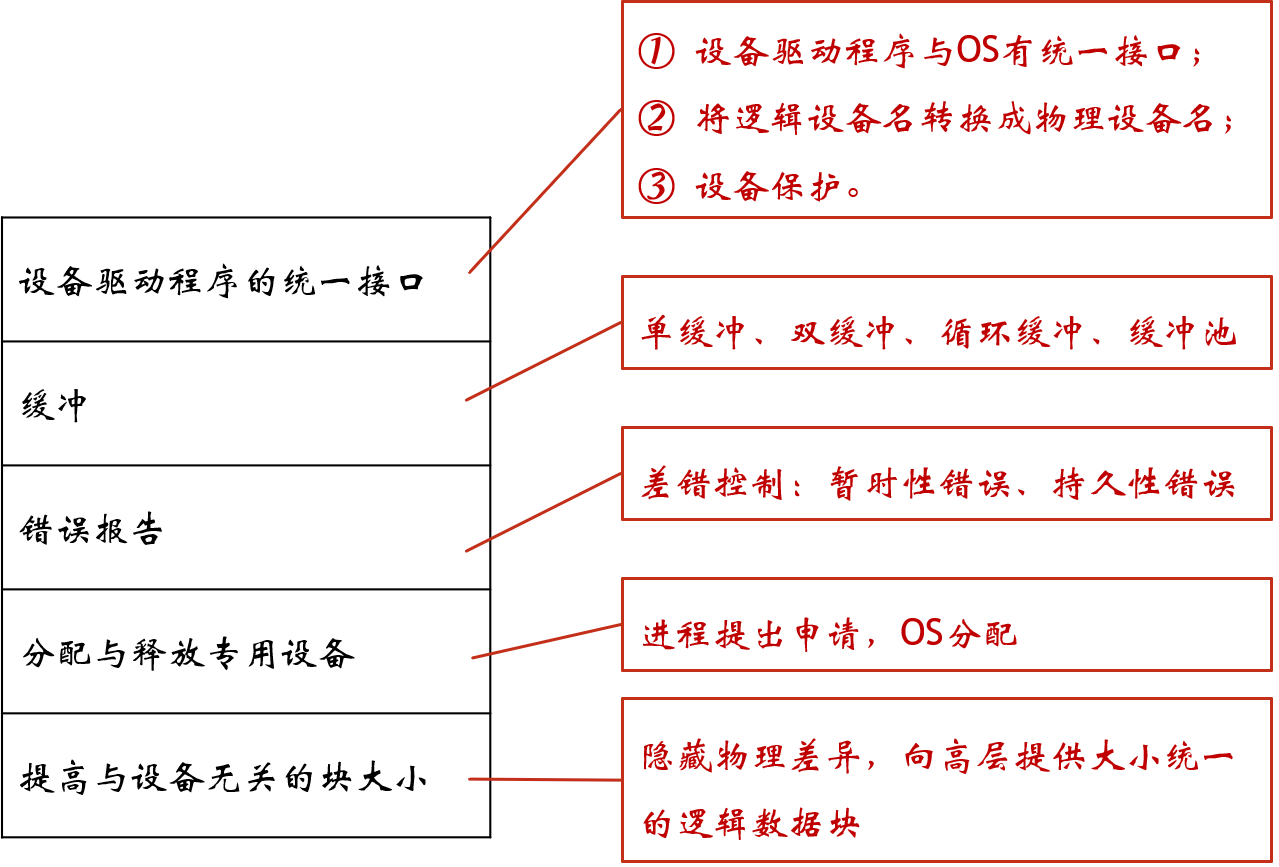 ① 设备驱动程序与OS有统一接口；
② 将逻辑设备名转换成物理设备名；
③ 设备保护。
设备驱动程序的统一接口
单缓冲、双缓冲、循环缓冲、缓冲池
缓冲
差错控制：暂时性错误、持久性错误
错误报告
进程提出申请，OS分配
分配与释放专用设备
隐藏物理差异，向高层提供大小统一
的逻辑数据块
提高与设备无关的块大小